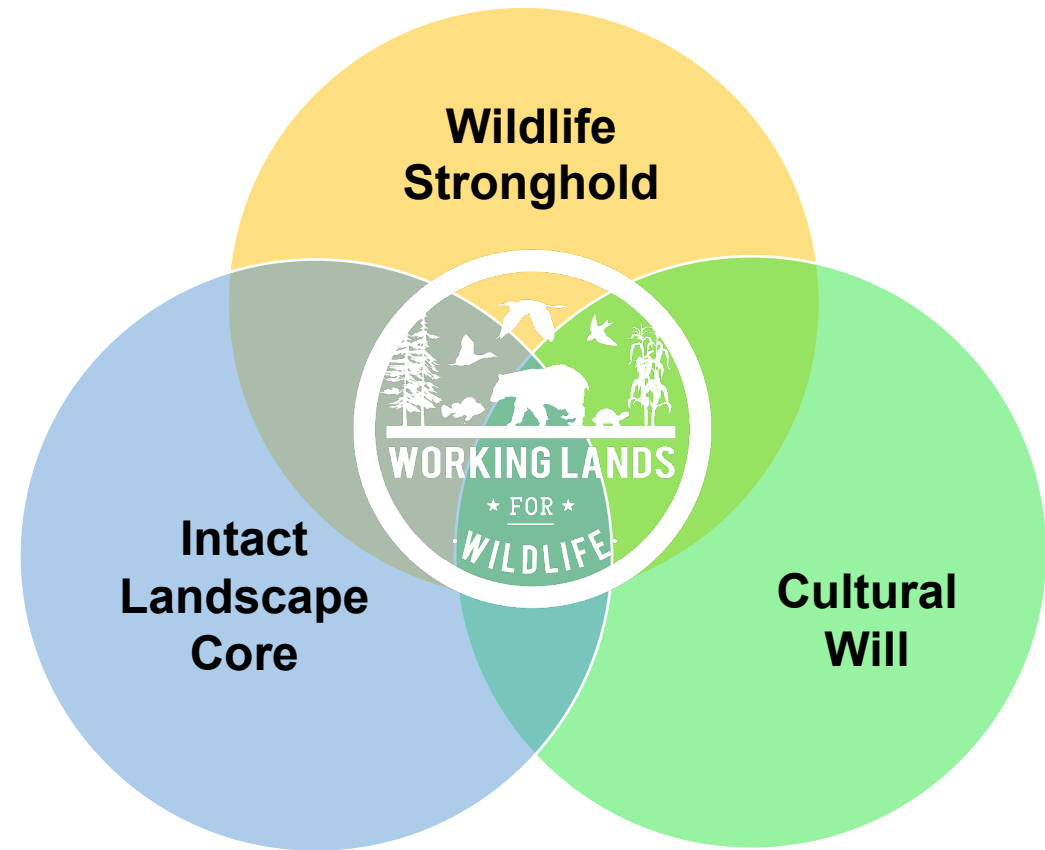 Wildlife
Stronghold
WORKING LANDS
★ FOR ★
WILDLIFE
Intact
Landscape
Core
Cultural
Will